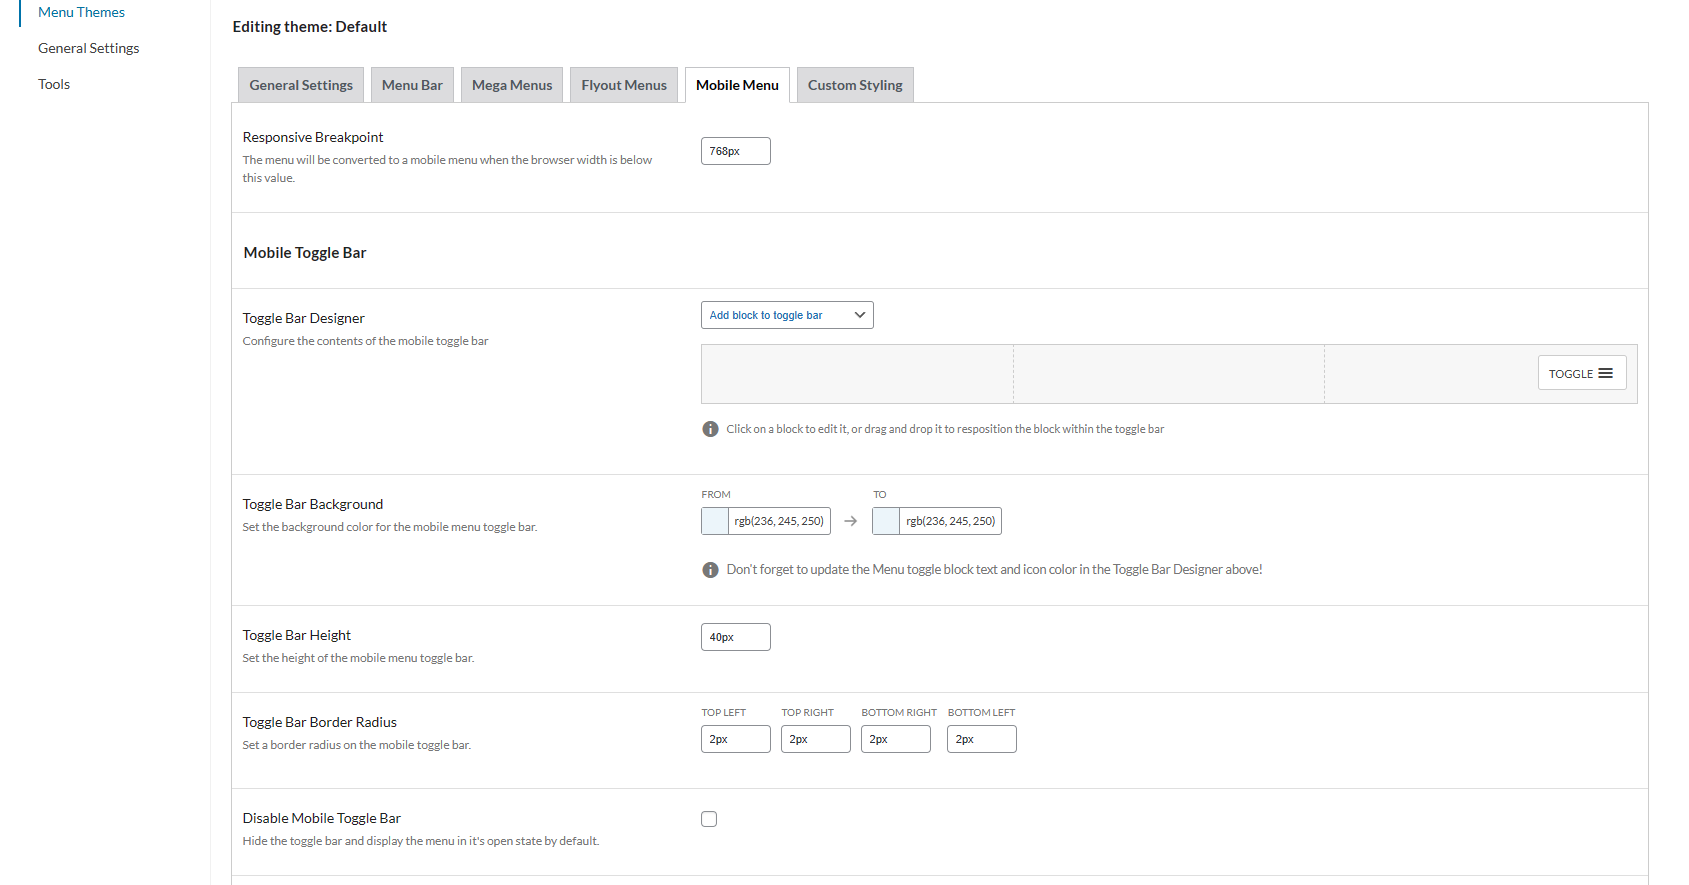 Menu Themes
General Settings
Tools
Editing theme: Default
General Settings
Menu Bar
Mega Menus
Flyout Menus
Mobile Menu
Custom Styling
Responsive Breakpoint
The menu will be converted to a mobile menu when the browser width is below
this value.
768px
Mobile Toggle Bar
Toggle Bar Designer
Configure the contents of the mobile toggle bar
Add block to toggle bar
TOGGLE
Click on a block to edit it, or drag and drop it to resposition the block within the toggle bar
Toggle Bar Background
Set the background color for the mobile menu toggle bar.
FROM
TO
rgb(236, 245, 250)
rgb(236, 245, 250)
Don't forget to update the Menu toggle block text and icon color in the Toggle Bar Designer above!
Toggle Bar Height
Set the height of the mobile menu toggle bar.
40px
Toggle Bar Border Radius
Set a border radius on the mobile toggle bar.
TOP LEFT
TOP RIGHT
BOTTOM RIGHT
BOTTOM LEFT
2px
2px
2px
2px
Disable Mobile Toggle Bar
Hide the toggle bar and display the menu in it's open state by default.